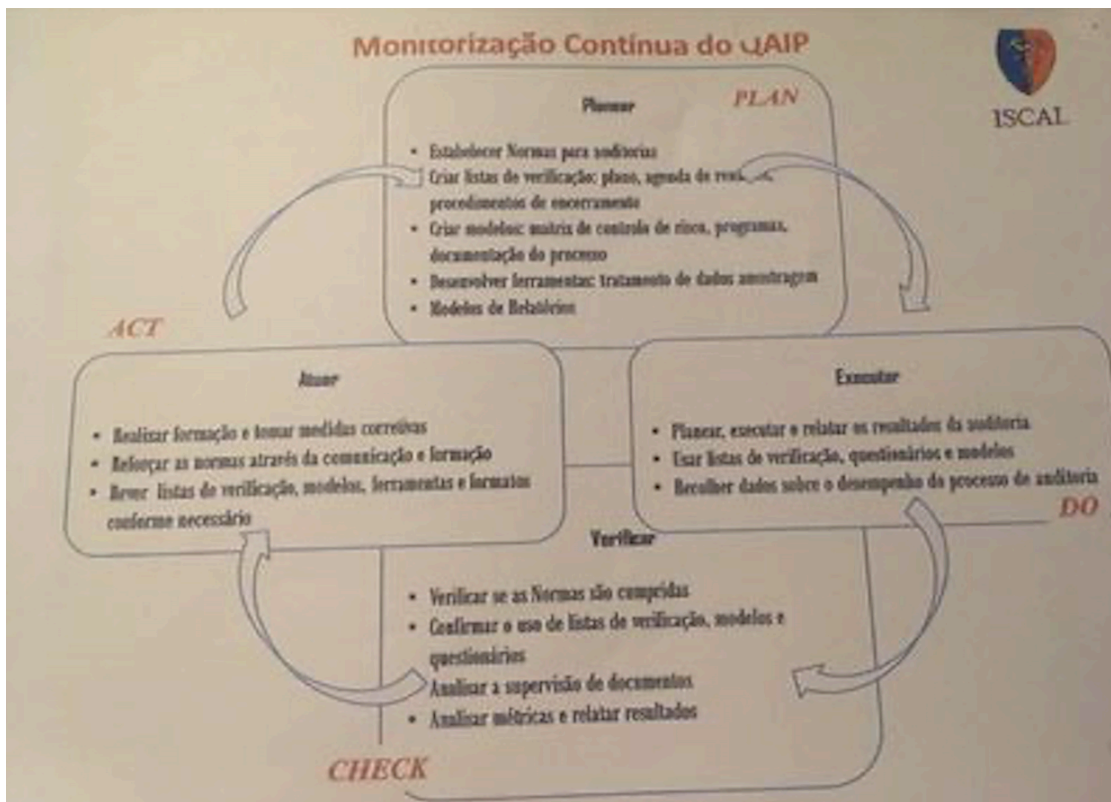 Monitorização Contínua do QAIP
ISCAL
PLAN
Planear
• Estabelecer Normas para auditorias
Criar listas de verificação: plano, agenda de
procedimentos de encerramento
• Criar modelos: matriz de controlo de risco, programas,
documentação do processo
• Desenvolver ferramentas: tratamento de dados amostragem
• Modelos de Relatórios
ACT
Atuar
• Realizar formação e tomar medidas corretivas
• Reforçar as normas através da comunicação e formação
• Rever listas de verificação, modelos, ferramentas e formatos
conforme necessário
Executar
• Planear, executar e relatar os resultados da auditoria
• Usar listas de verificação, questionários e modelos
• Recolher dados sobre o desempenho do processo de auditoria
DO
Verificar
• Verificar se as Normas são cumpridas
• Confirmar o uso de listas de verificação, modelos e
questionários
Analisar a supervisão de documentos
• Analisar métricas e relatar resultados
CHECK